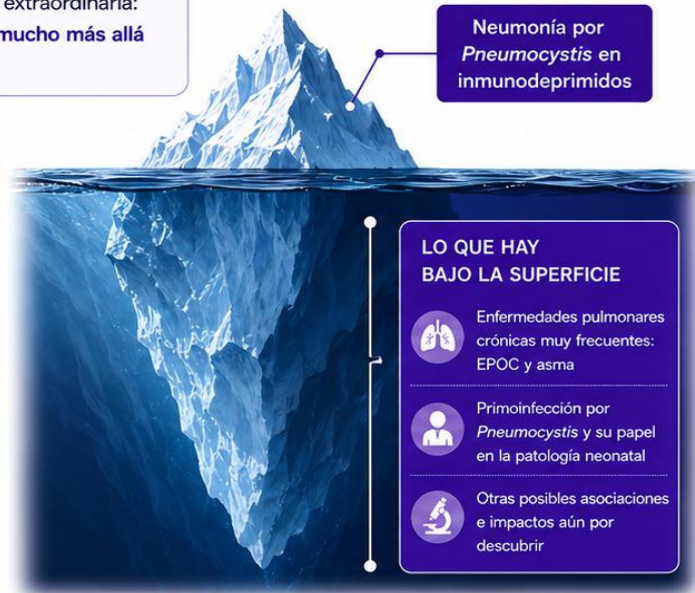 extraordinaria:
mucho más allá
Neumonía por
Pneumocystis en
inmunodeprimidos
LO QUE HAY
BAJO LA SUPERFICIE
Enfermedades pulmonares
crónicas muy frecuentes:
EPOC y asma
Primoinfección por
Pneumocystis y su papel
en la patología neonatal
Otras posibles asociaciones
e impactos aún por
descubrir